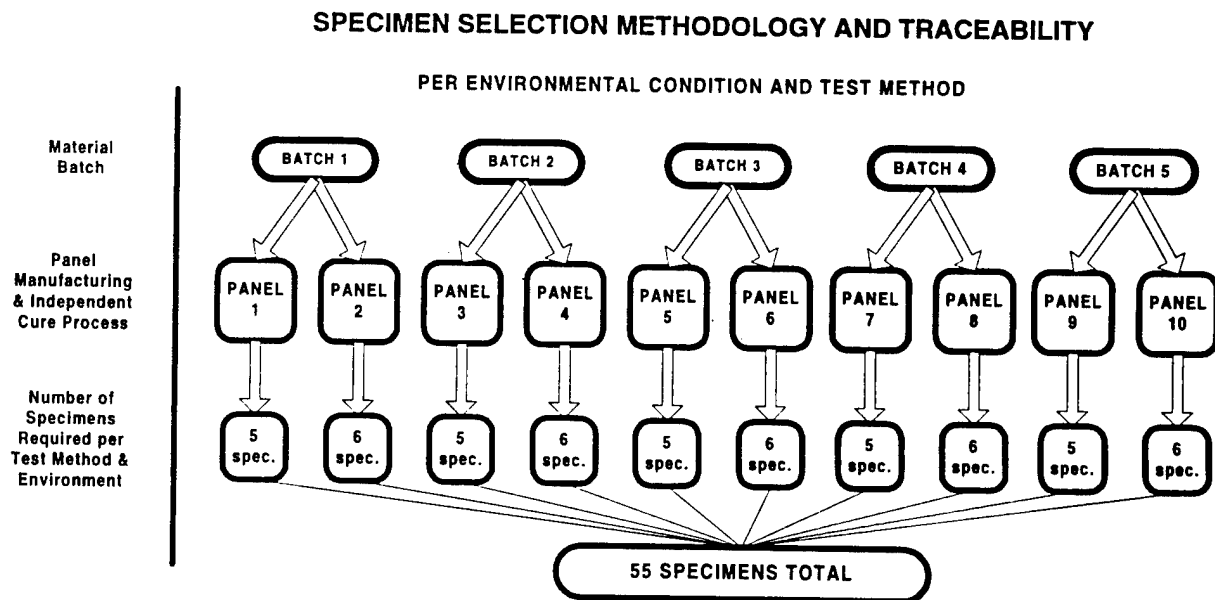 SPECIMEN SELECTION METHODOLOGY AND TRACEABILITY
PER ENVIRONMENTAL CONDITION AND TEST METHOD
Material
Batch
BATCH 1
BATCH 2
BATCH 3
BATCH 4
BATCH 5
Panel
Manufacturing
& Independent
Cure Process
PANEL
1
PANEL
2
PANEL
3
PANEL
4
PANEL
5
PANEL
6
PANEL
7
PANEL
8
PANEL
9
PANEL
10
Number of
Specimens
Required per
Test Method &
Environment
5
spec.
6
spec.
5
spec.
6
spec.
5
spec.
6
spec.
5
spec.
6
spec.
5
spec.
6
spec.
55 SPECIMENS TOTAL